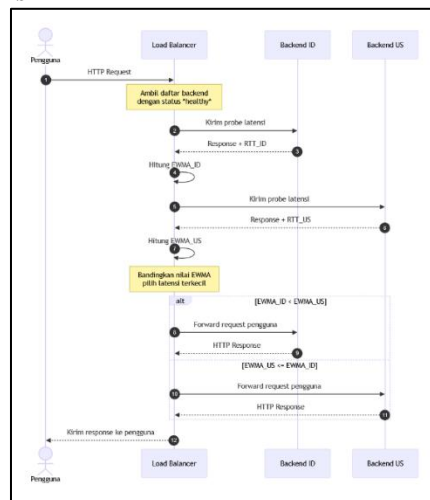 Pengguna
Load Balancer
Backend ID
Backend US
HTTP Request
1
Ambil daftar backend
dengan status "healthy"
Kirim probe latensi
2
Response + RTT_ID
3
Hitung EWMA_ID
4
Kirim probe latensi
5
Response + RTT_US
6
Hitung EWMA_US
7
Bandingkan nilai EWMA
pilih latensi terkecil
alt
[EWMA_ID < EWMA_US]
Forward request pengguna
8
HTTP Response
9
[EWMA_US <= EWMA_ID]
Forward request pengguna
10
HTTP Response
11
Kirim response ke pengguna
12
Pengguna
Load Balancer
Backend ID
Backend US